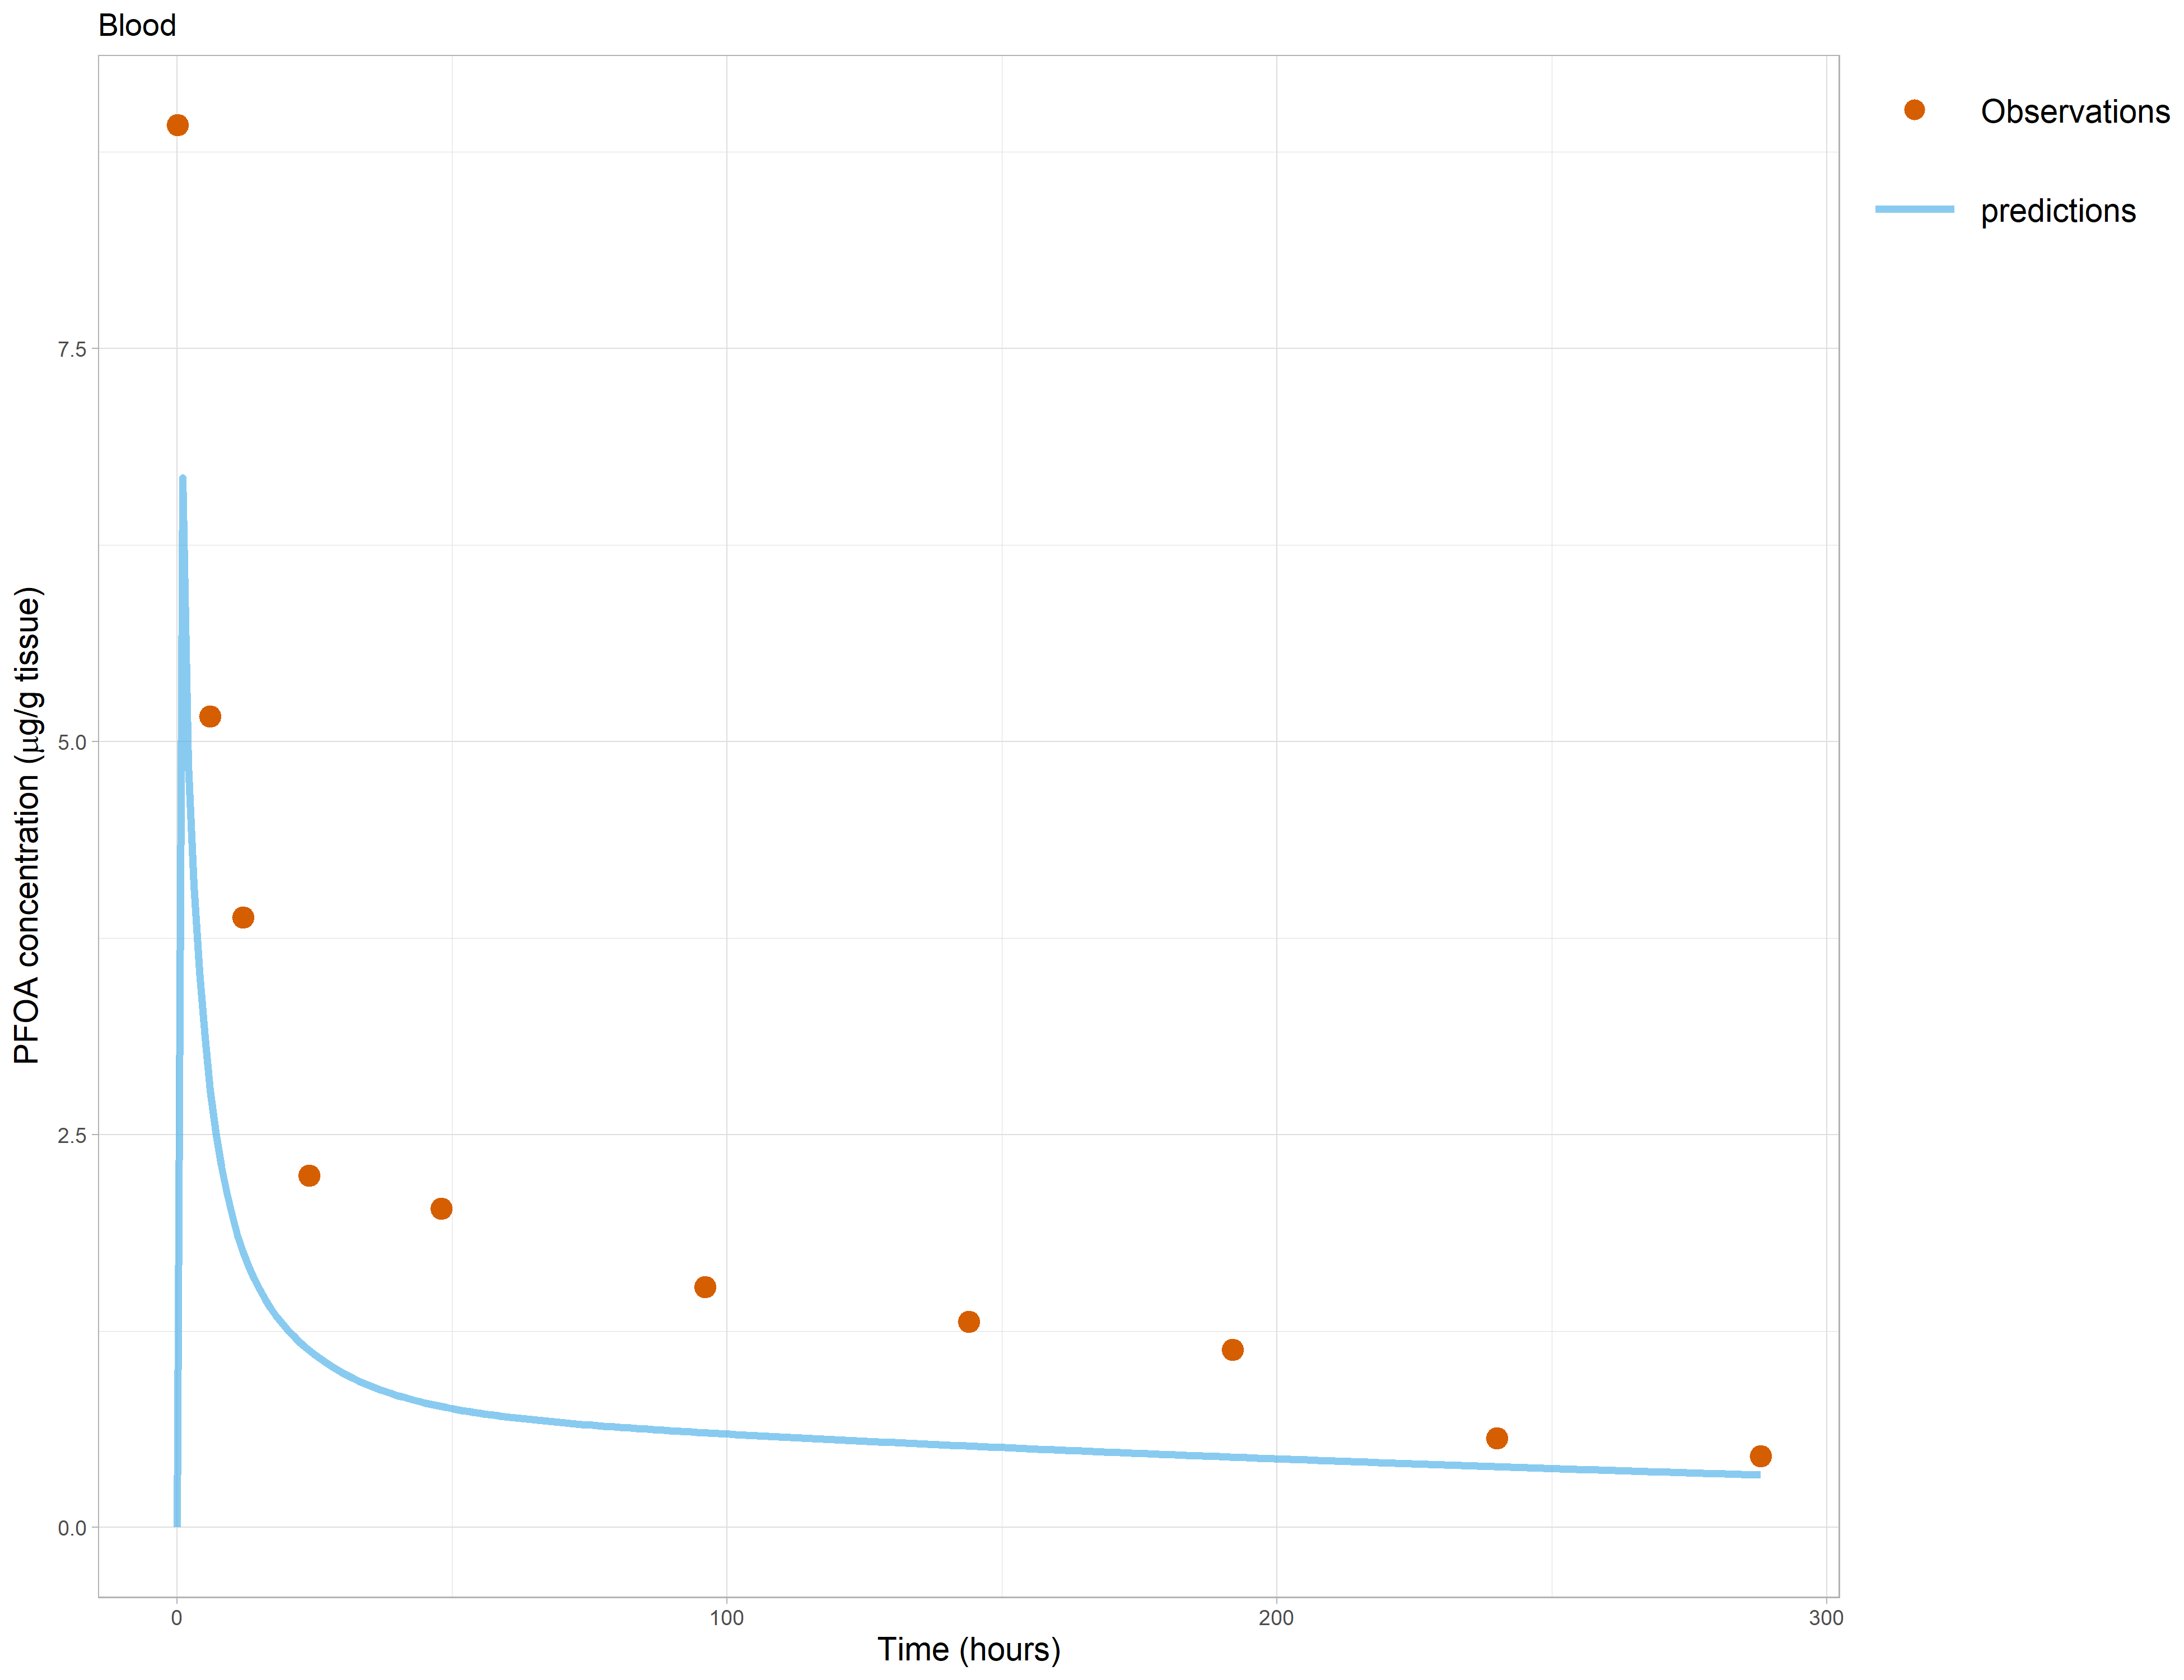 Blood
Observations
predictions
PFOA concentration (μg/g tissue)
7.5
5.0
2.5
0.0
0
100
200
300
Time (hours)